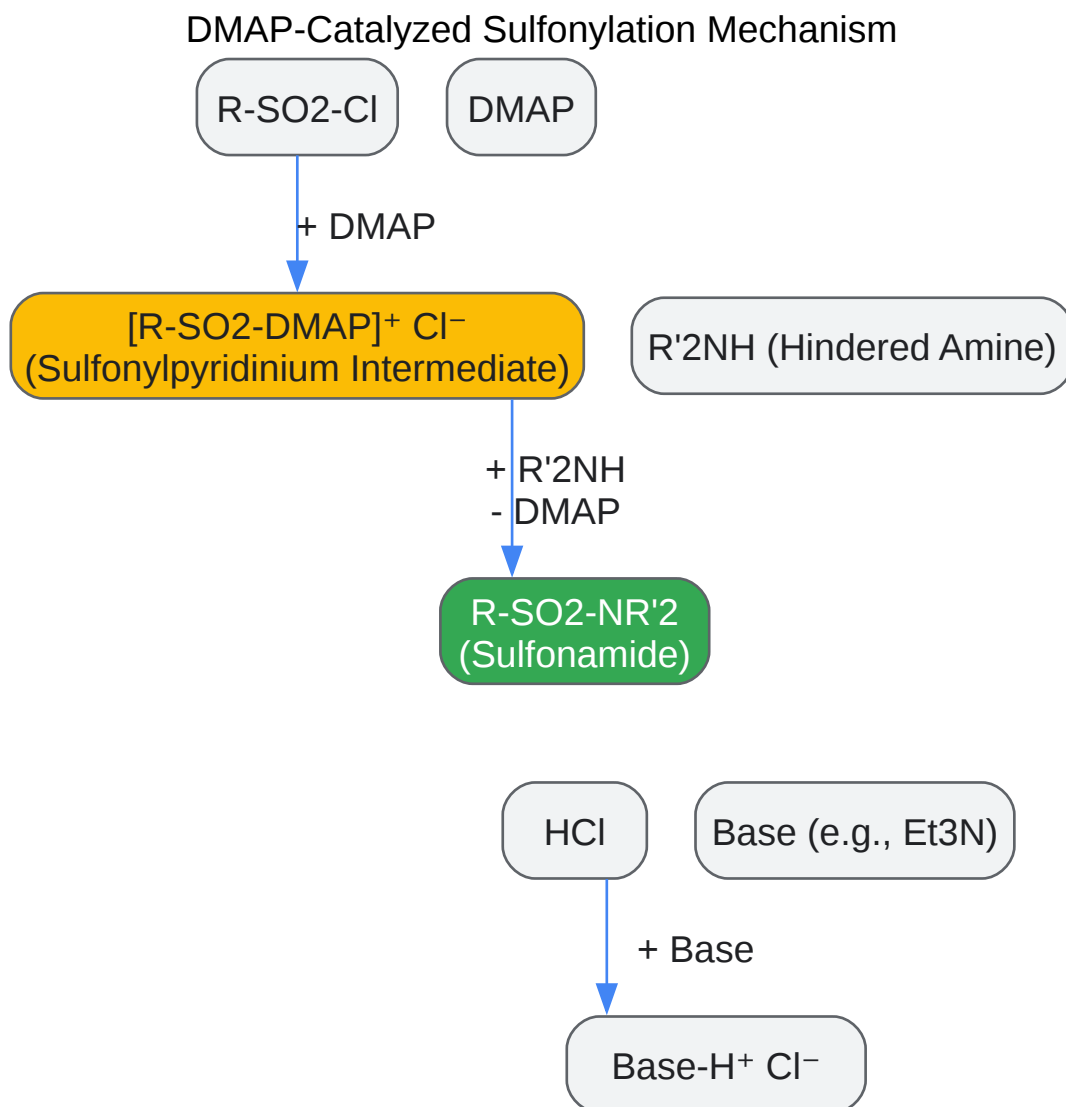 DMAP-Catalyzed Sulfonylation Mechanism
R-SO2-Cl
DMAP
+ DMAP
[R-SO2-DMAP]⁺ Cl⁻
(Sulfonylpyridinium Intermediate)
R'2NH (Hindered Amine)
+ R'2NH
- DMAP
R-SO2-NR'2
(Sulfonamide)
HCl
Base (e.g., Et3N)
+ Base
Base-H⁺ Cl⁻